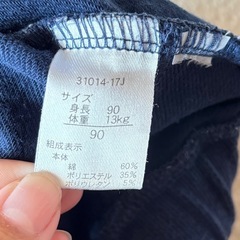 31014-17J
サイズ
身長 90
体重 13kg
90
組成表示
本体
綿 60%
ポリエステル 35%
ポリウレタン 5%